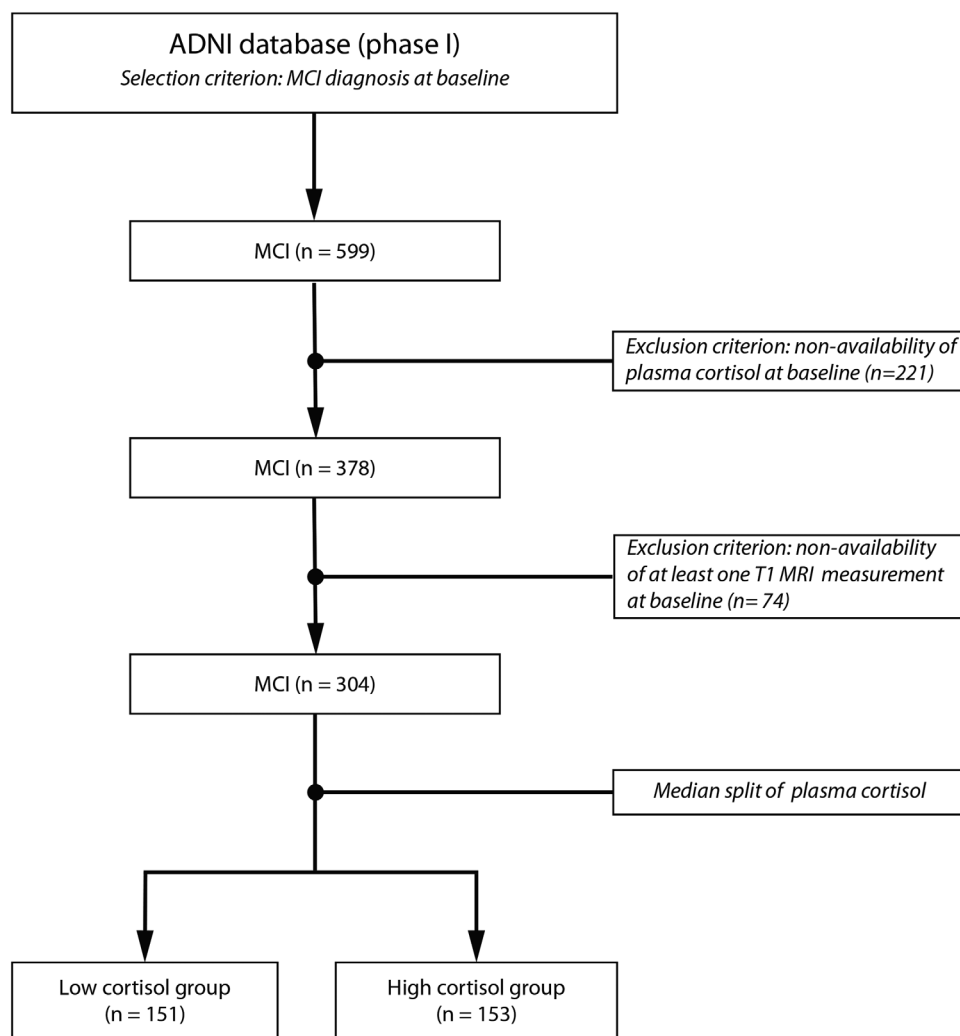 ADNI database (phase I)
Selection criterion: MCI diagnosis at baseline
MCI (n = 599)
Exclusion criterion: non-availability of
plasma cortisol at baseline (n=221)
MCI (n = 378)
Exclusion criterion: non-availability
of at least one T1 MRI measurement
at baseline (n= 74)
MCI (n = 304)
Median split of plasma cortisol
Low cortisol group
(n = 151)
High cortisol group
(n = 153)